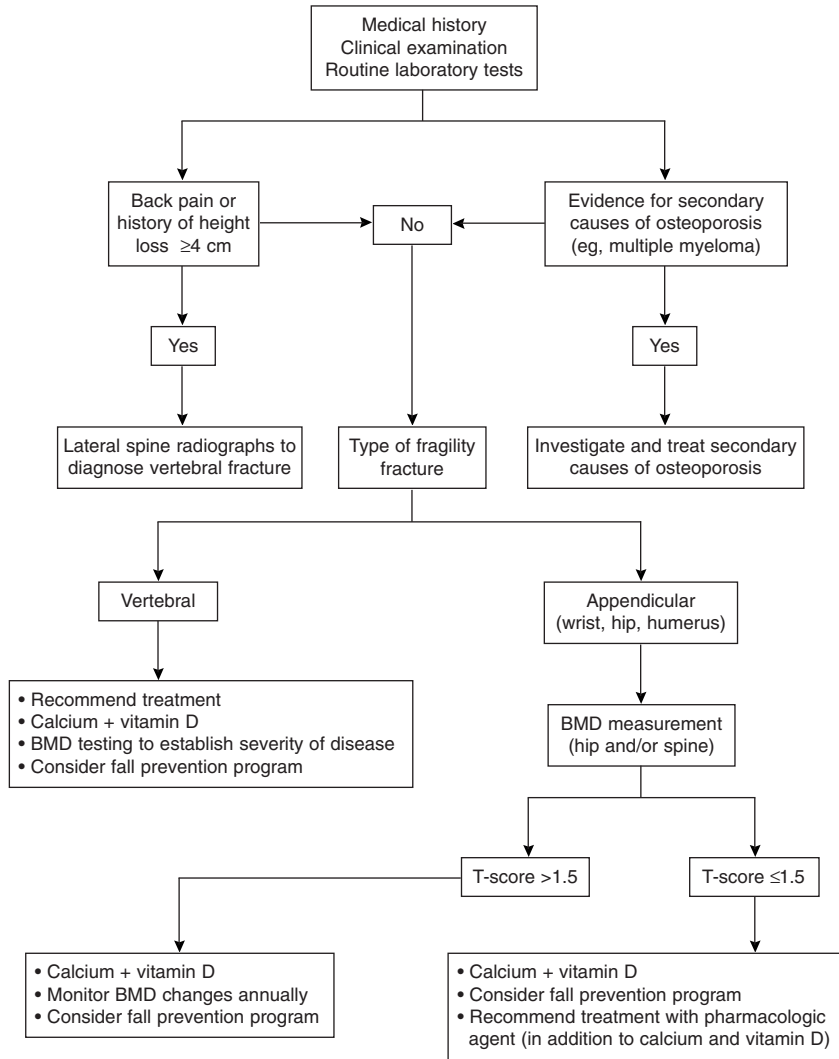 Medical history
Clinical examination
Routine laboratory tests
Back pain or
history of height
loss ≥4 cm
No
Evidence for secondary
causes of osteoporosis
(eg, multiple myeloma)
Yes
Yes
Lateral spine radiographs to
diagnose vertebral fracture
Type of fragility
fracture
Investigate and treat secondary
causes of osteoporosis
Vertebral
Appendicular
(wrist, hip, humerus)
• Recommend treatment
• Calcium + vitamin D
• BMD testing to establish severity of disease
• Consider fall prevention program
BMD measurement
(hip and/or spine)
T-score >1.5
T-score ≤1.5
• Calcium + vitamin D
• Monitor BMD changes annually
• Consider fall prevention program
• Calcium + vitamin D
• Consider fall prevention program
• Recommend treatment with pharmacologic
agent (in addition to calcium and vitamin D)